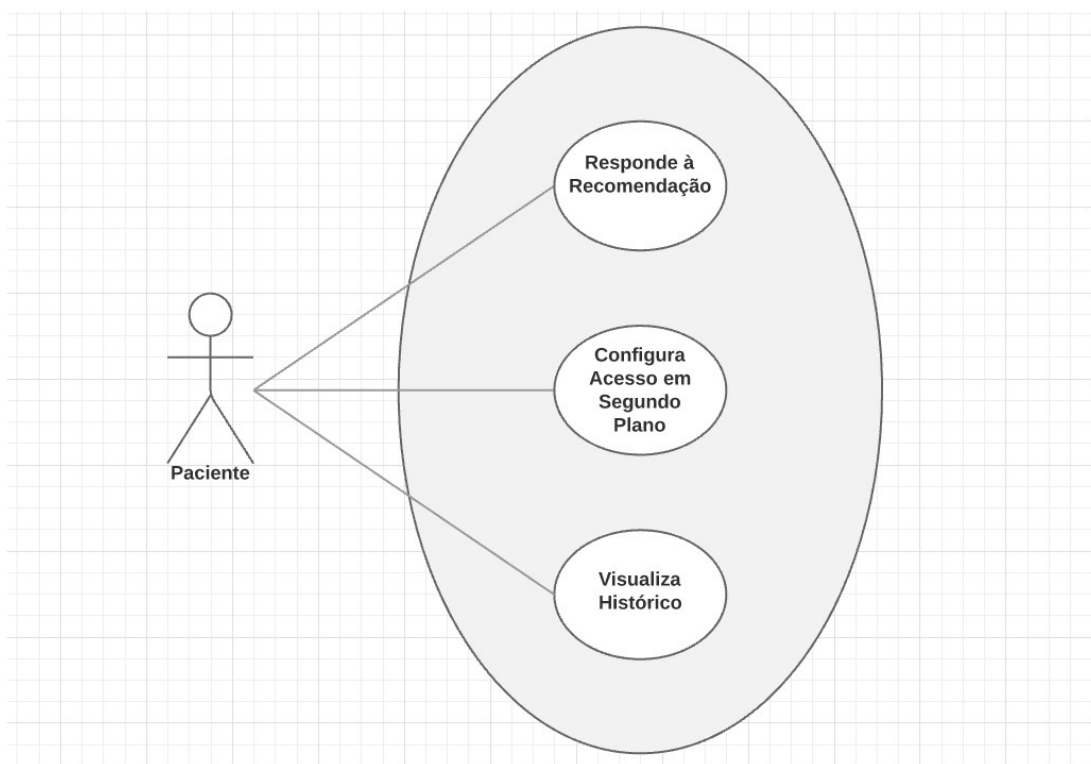 Responde à
Recomendação
Configura
Acesso em
Segundo
Plano
Paciente
Visualiza
Histórico